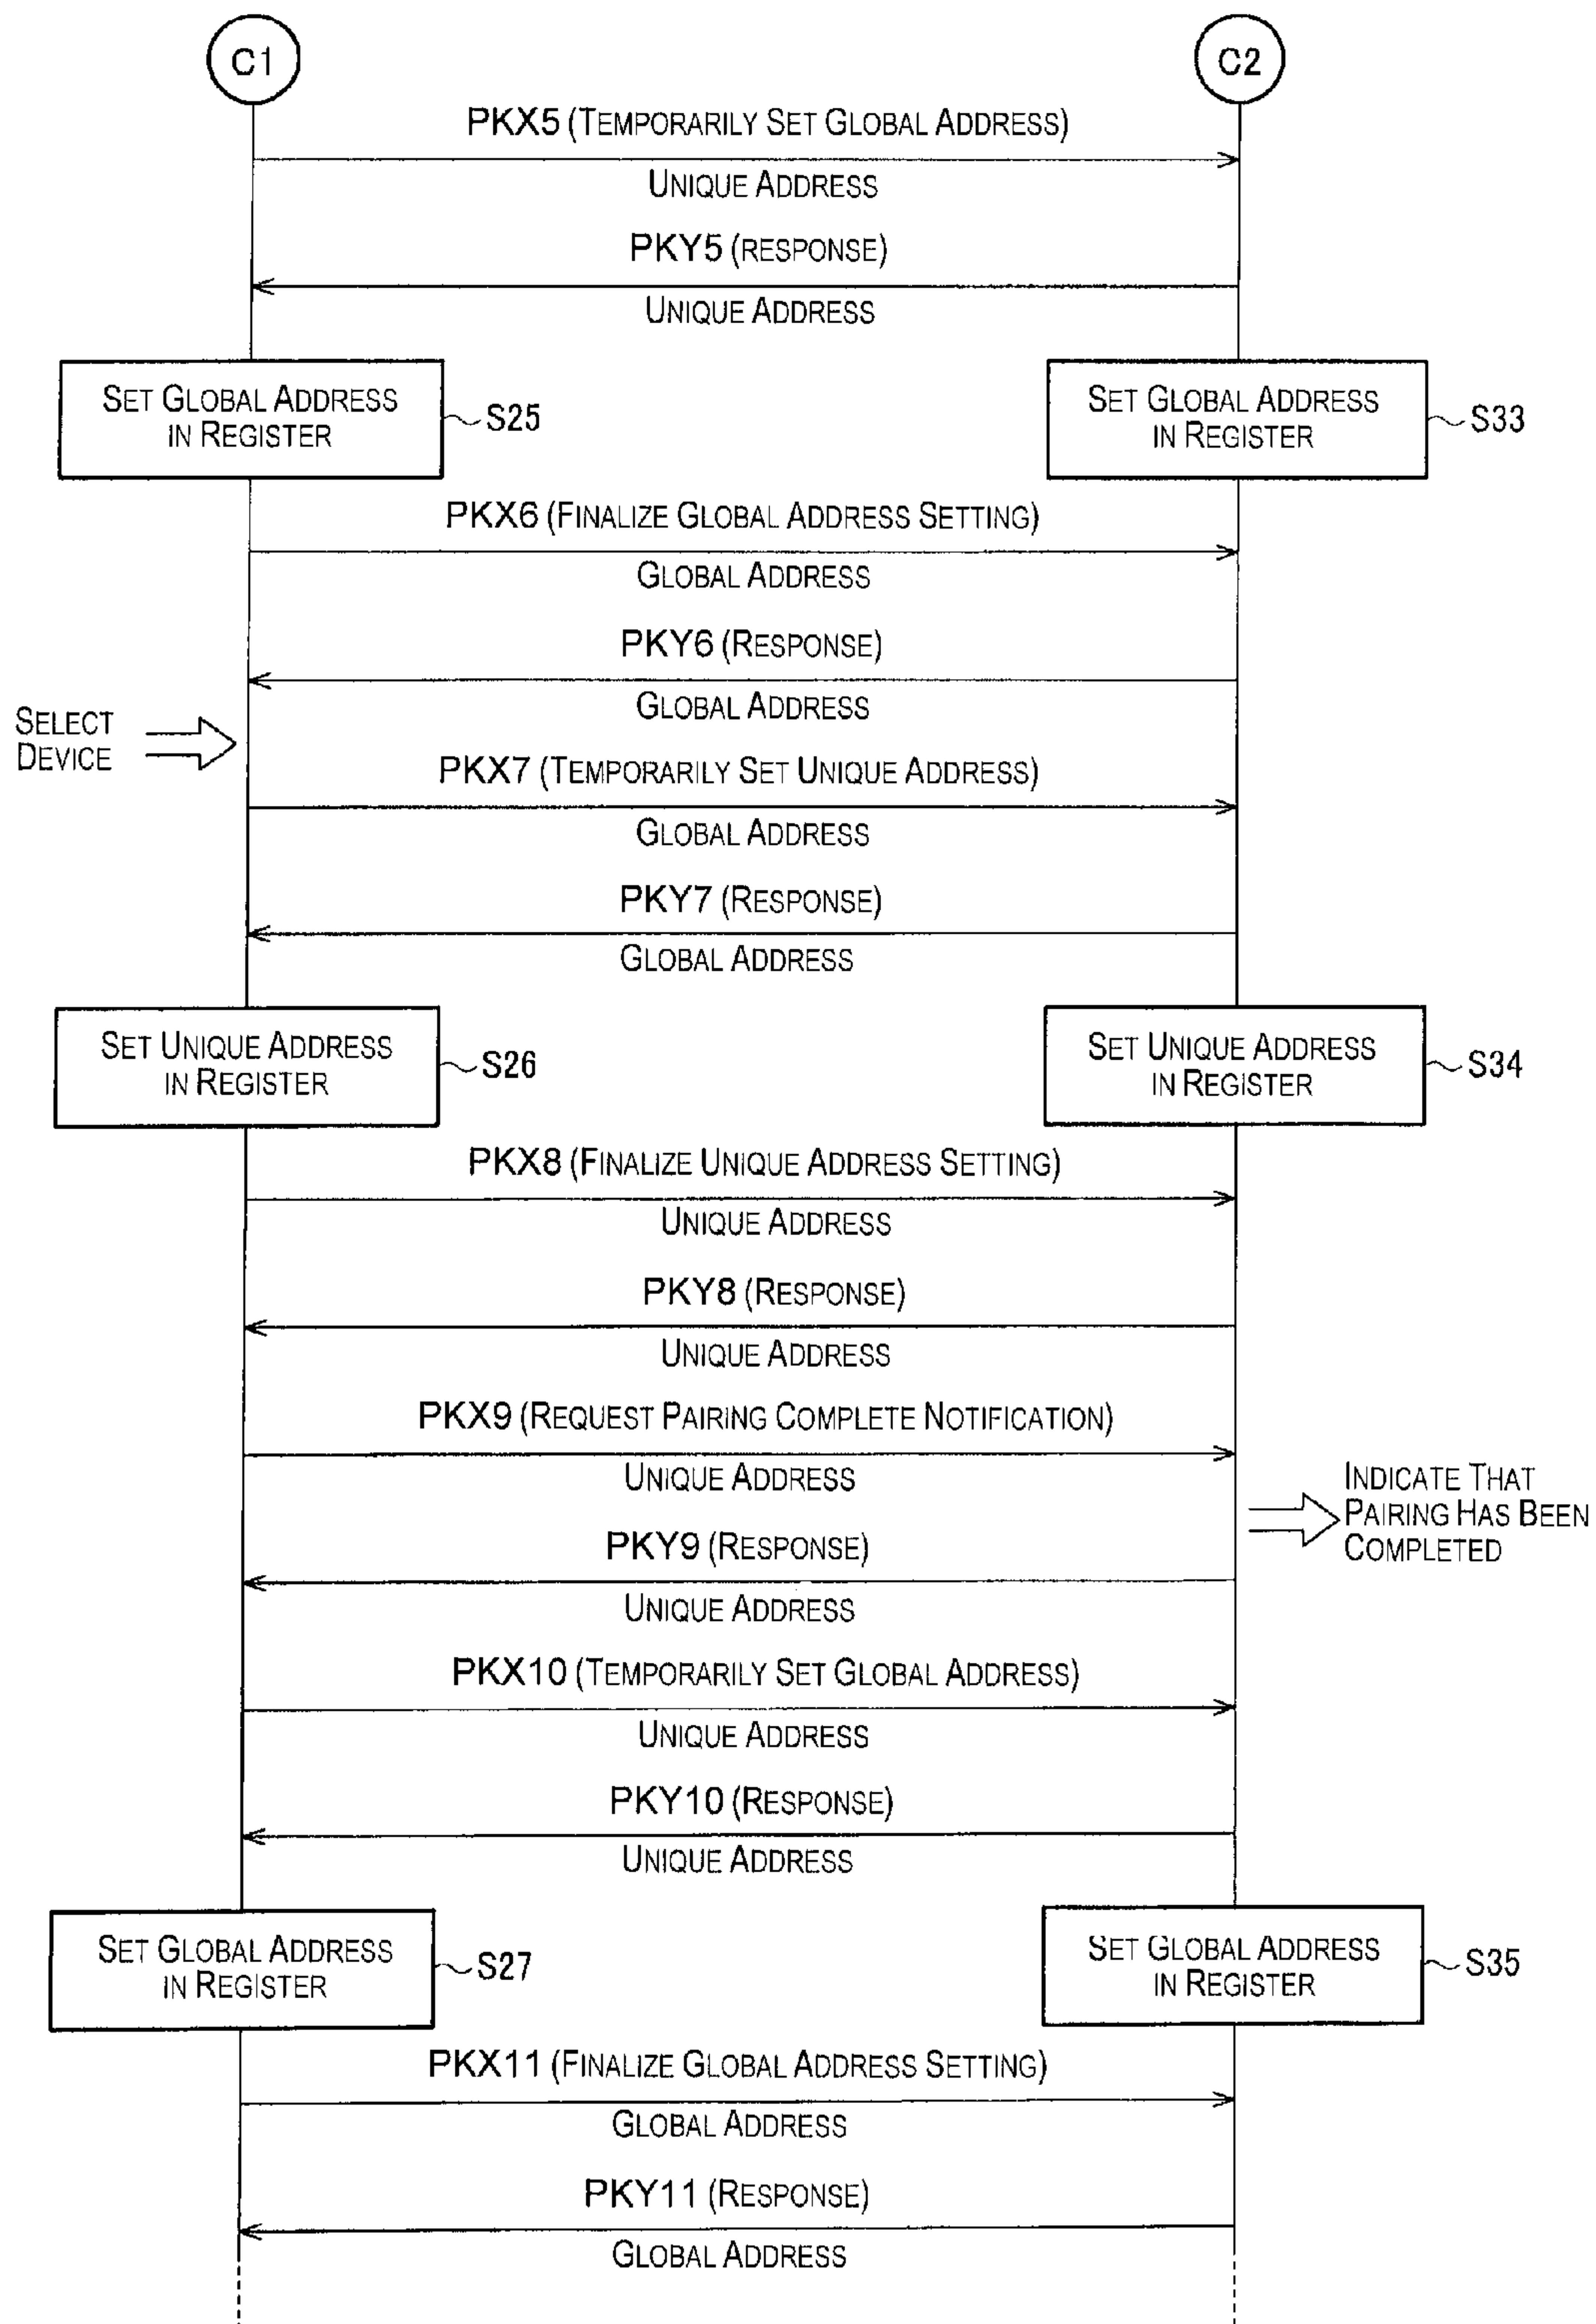 C1
C2
PKX5 (TEMPORARILY SET GLOBAL ADDRESS)
UNIQUE ADDRESS
PKY5 (RESPONSE)
UNIQUE ADDRESS
SET GLOBAL ADDRESS
IN REGISTER
S25
SET GLOBAL ADDRESS
IN REGISTER
S33
PKX6 (FINALIZE GLOBAL ADDRESS SETTING)
GLOBAL ADDRESS
PKY6 (RESPONSE)
GLOBAL ADDRESS
SELECT
DEVICE
PKX7 (TEMPORARILY SET UNIQUE ADDRESS)
GLOBAL ADDRESS
PKY7 (RESPONSE)
GLOBAL ADDRESS
SET UNIQUE ADDRESS
IN REGISTER
S26
SET UNIQUE ADDRESS
IN REGISTER
S34
PKX8 (FINALIZE UNIQUE ADDRESS SETTING)
UNIQUE ADDRESS
PKY8 (RESPONSE)
UNIQUE ADDRESS
PKX9 (REQUEST PAIRING COMPLETE NOTIFICATION)
UNIQUE ADDRESS
INDICATE THAT
PAIRING HAS BEEN
COMPLETED
PKY9 (RESPONSE)
UNIQUE ADDRESS
PKX10 (TEMPORARILY SET GLOBAL ADDRESS)
UNIQUE ADDRESS
PKY10 (RESPONSE)
UNIQUE ADDRESS
SET GLOBAL ADDRESS
IN REGISTER
S27
SET GLOBAL ADDRESS
IN REGISTER
S35
PKX11 (FINALIZE GLOBAL ADDRESS SETTING)
GLOBAL ADDRESS
PKY11 (RESPONSE)
GLOBAL ADDRESS